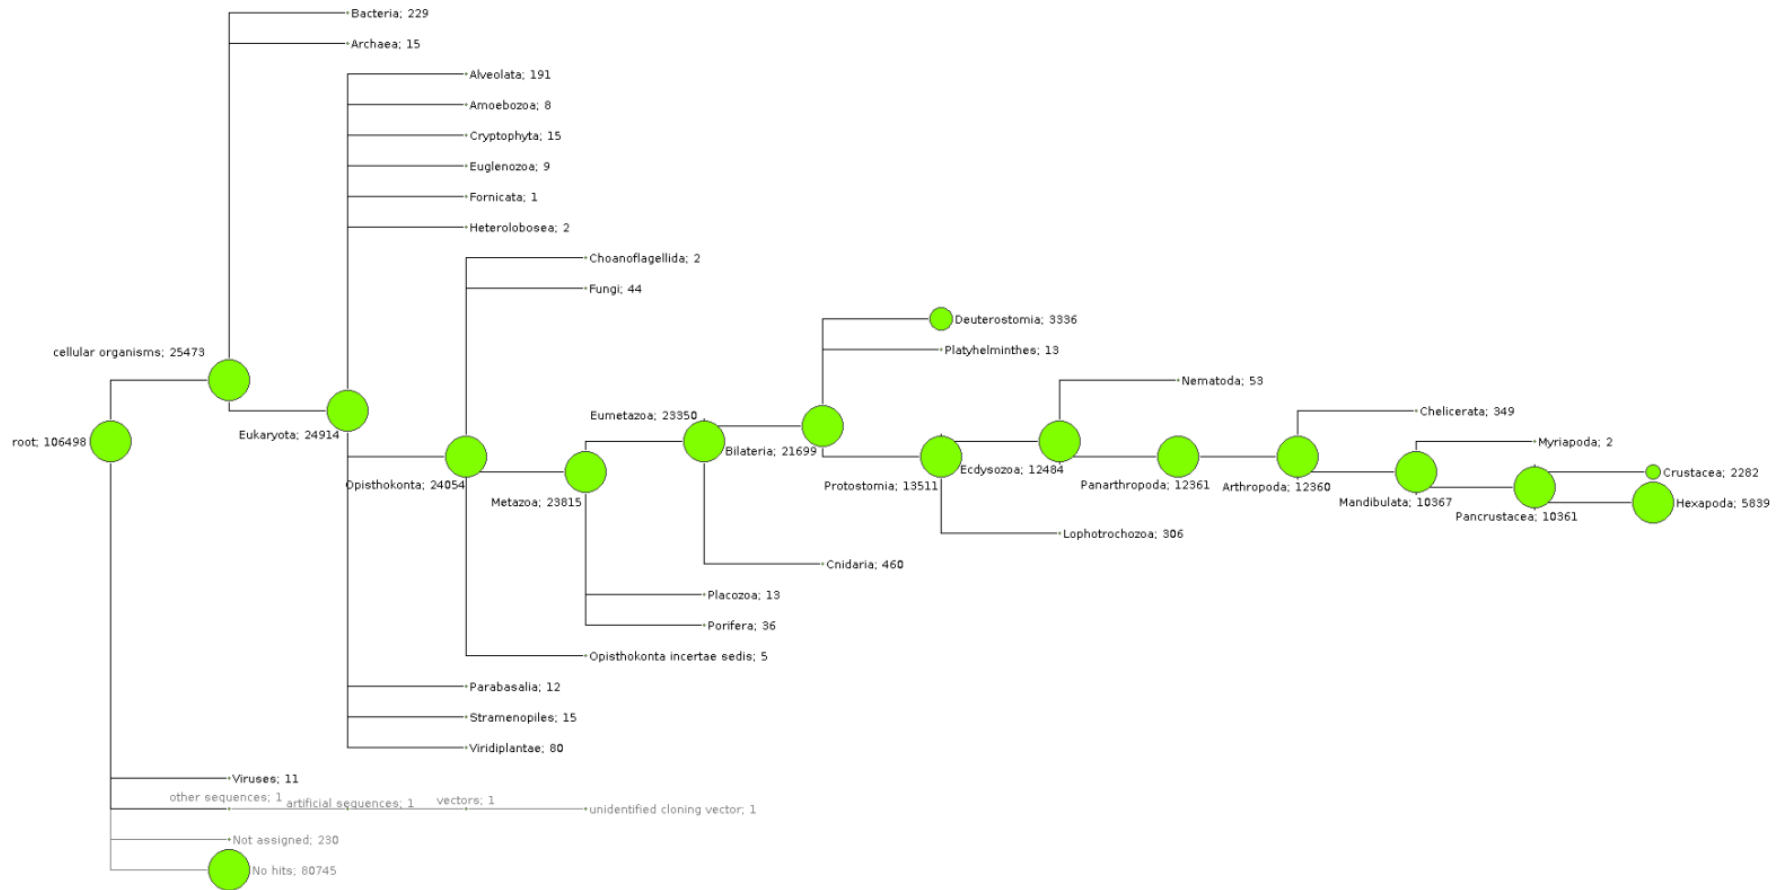 Bacteria; 229
Archaea; 15
Alveolata; 191
Amoebozoa; 8
Cryptophyta; 15
Euglenozoa; 9
Fornicata; 1
Heterolobosea; 2
Choanoflagellida; 2
Fungi; 44
Deuterostomia; 3336
Platyhelminthes; 13
cellular organisms; 25473
Nematoda; 53
Chelicerata; 349
Eumetazoa; 23350
Eukaryota; 24914
root; 106498
Myriapoda; 2
Bilateria; 21699
Ecdysozoa; 12484
Crustacea; 2282
Opisthokonta; 24054
Protostomia; 13511
Panarthropoda; 12361
Arthropoda; 12360
Metazoa; 23815
Mandibulata; 10367
Hexapoda; 5839
Pancrustacea; 10361
Lophotrochozoa; 306
Cnidaria; 460
Placozoa; 13
Porifera; 36
Opisthokonta incertae sedis; 5
Parabasalia; 12
Stramenopiles; 15
Viridiplantae; 80
Viruses; 11
other sequences; 1
artificial sequences; 1
vectors; 1
unidentified cloning vector; 1
Not assigned; 230
No hits; 80745